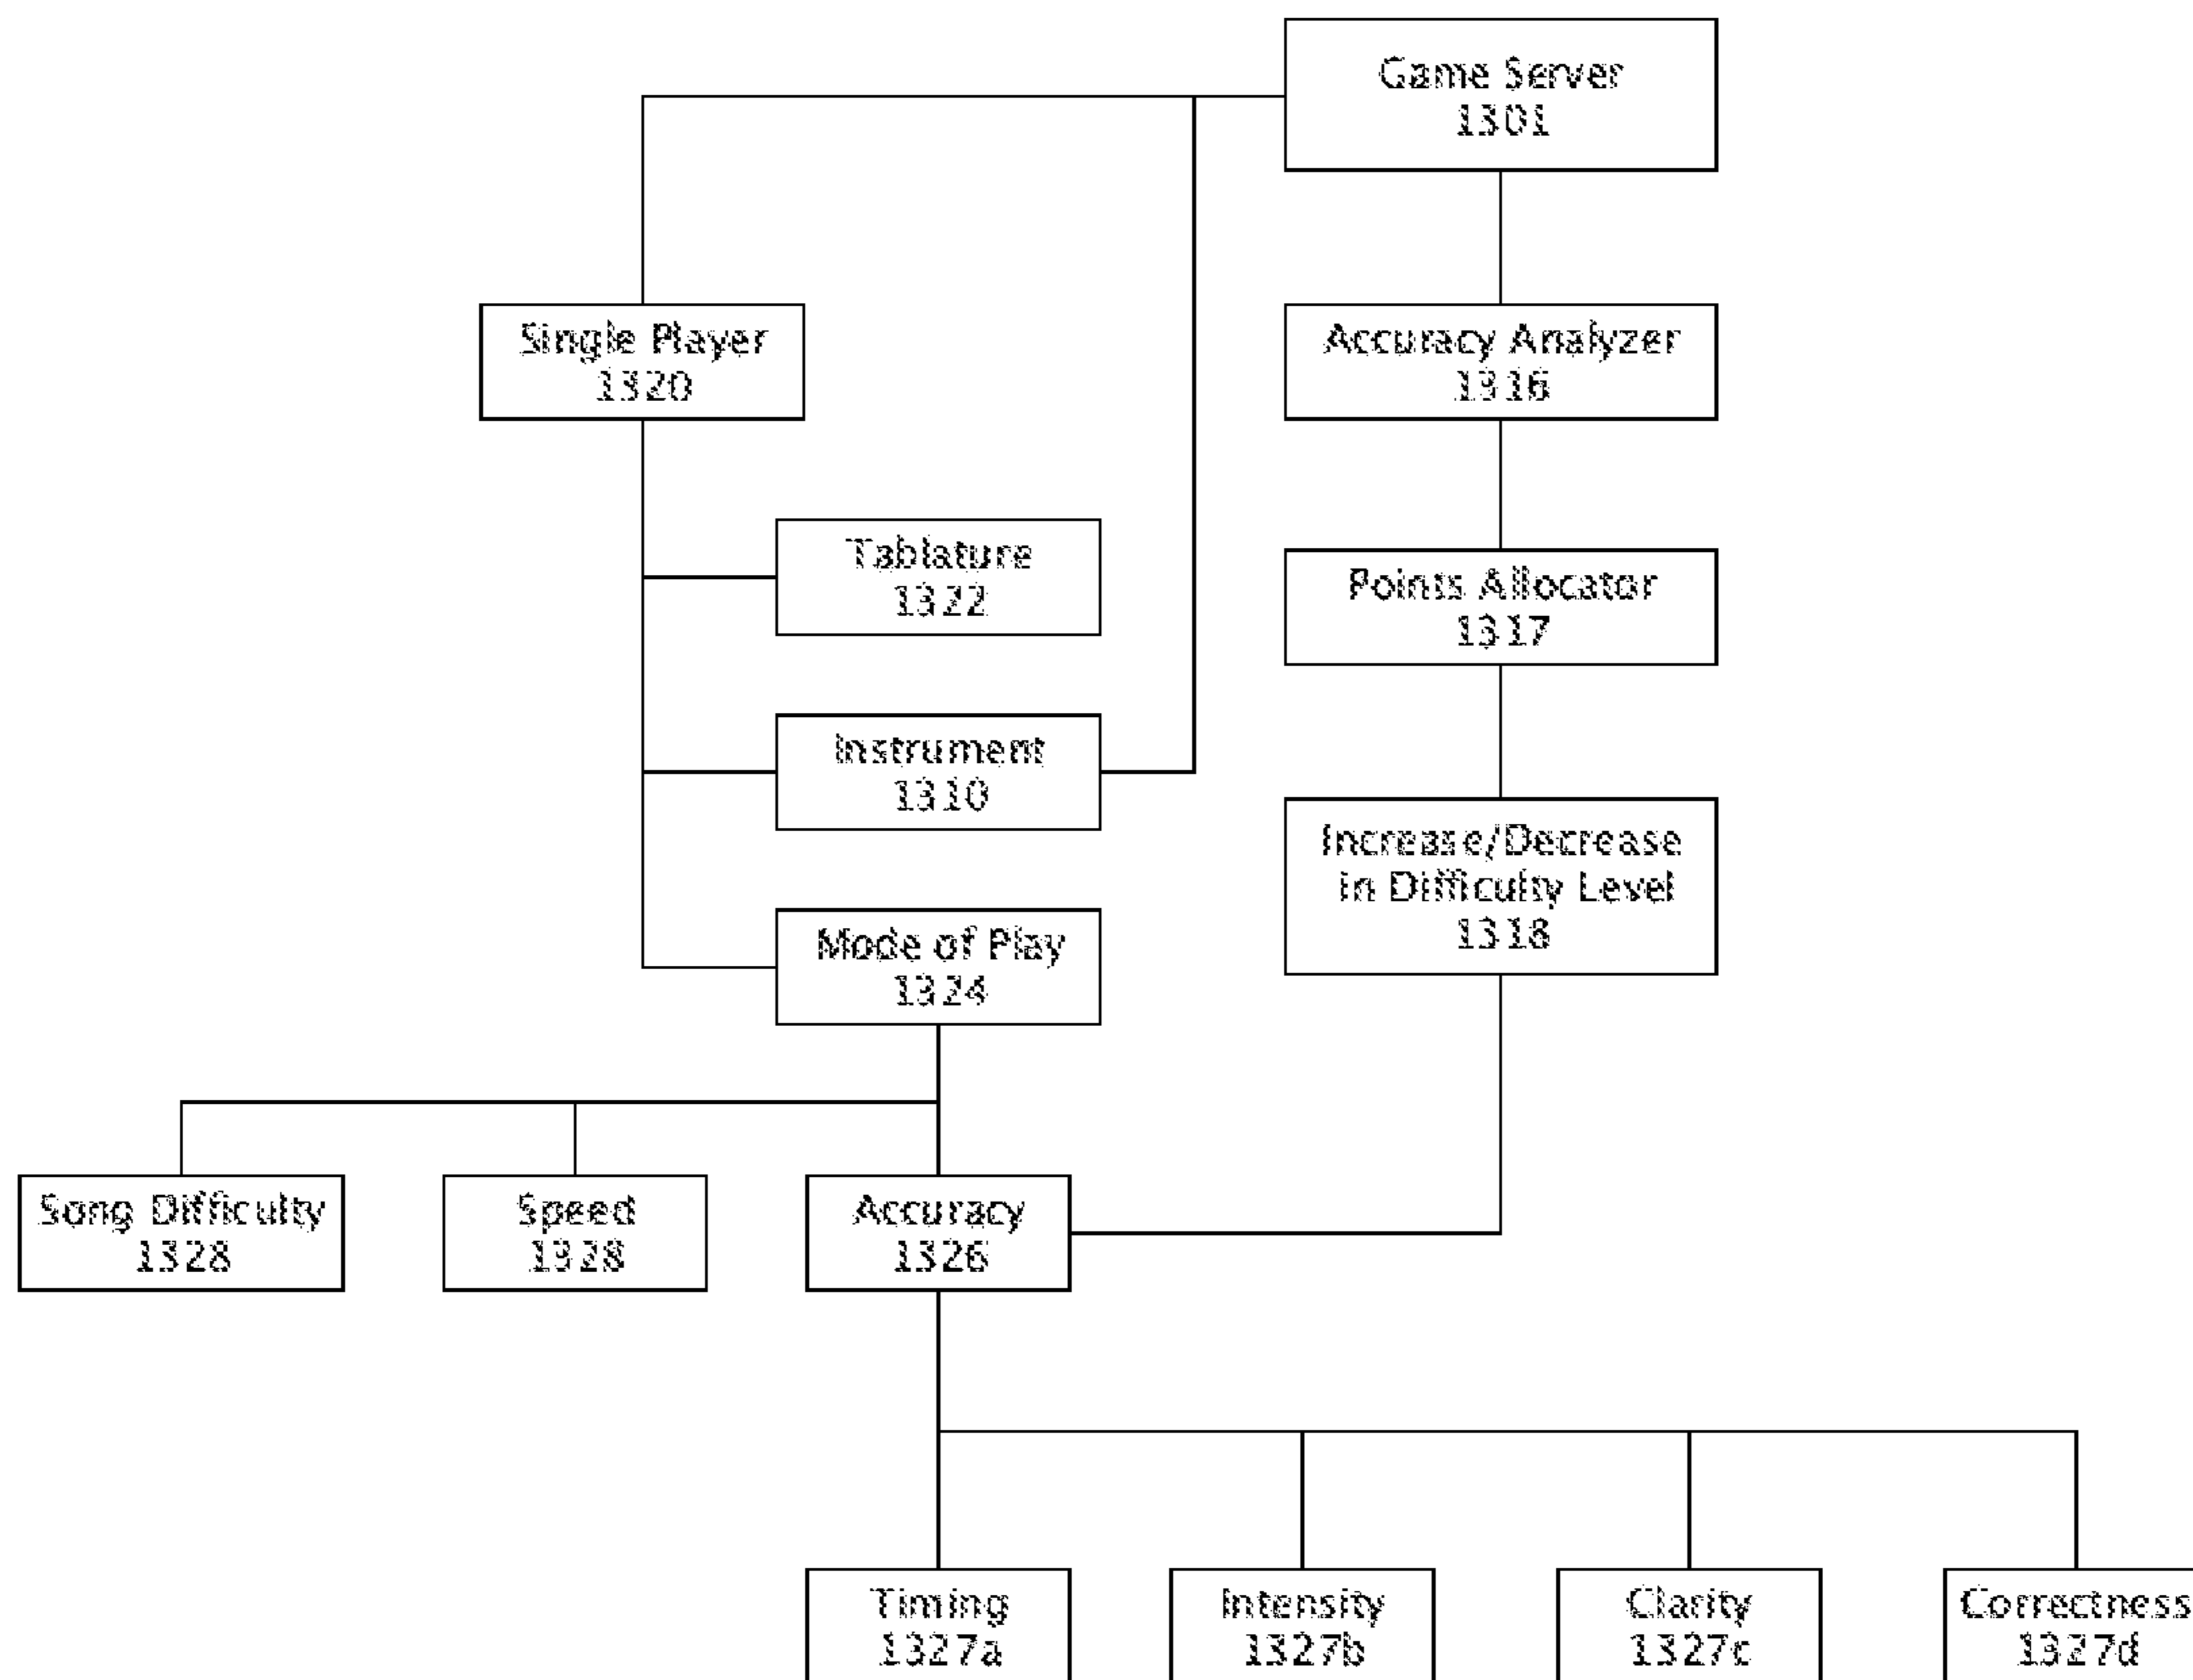 Game Server
1301
Single Player
1320
Accuracy Analyzer
1316
Tablature
1322
Points Allocator
1317
Instrument
1310
Increase/Decrease
in Difficulty Level
1318
Mode of Play
1324
Song Difficulty
1328
Speed
1328
Accuracy
1326
Timing
1327a
Intensity
1327b
Clarity
1327c
Correctness
1327d